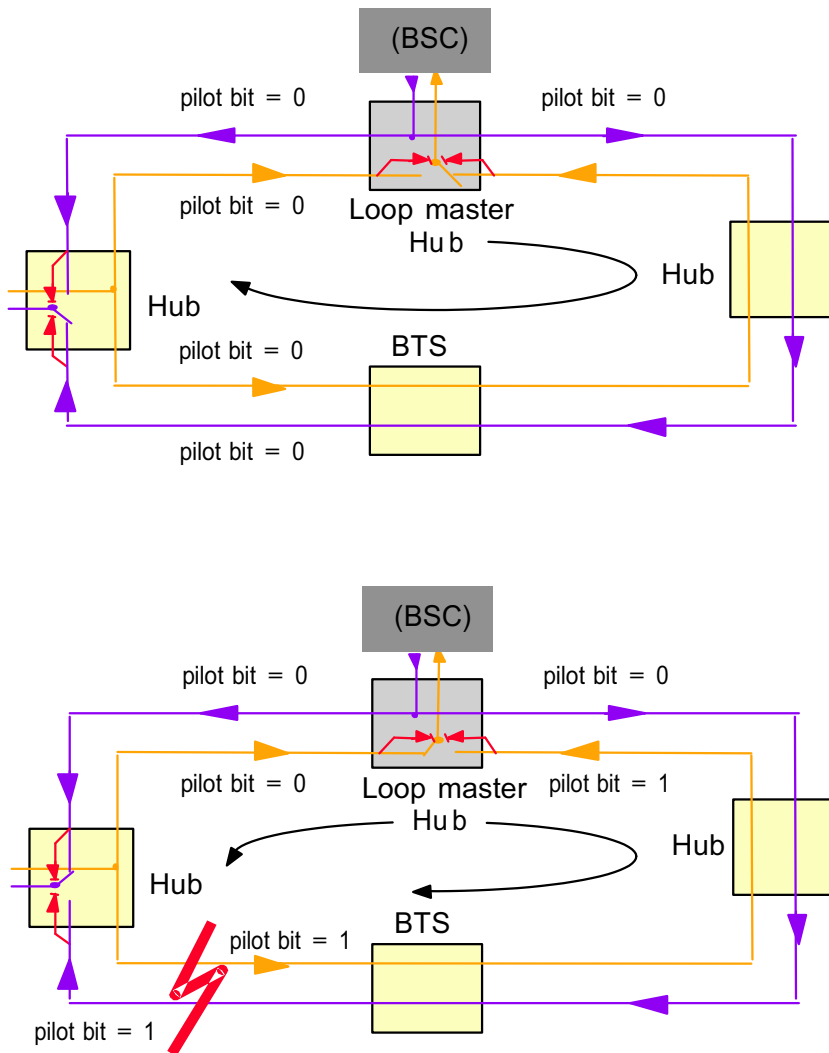 (BSC)
pilot bit = 0
pilot bit = 0
pilot bit = 0
Loop master
Hub
Hub
Hub
pilot bit = 0
BTS
pilot bit = 0
(BSC)
pilot bit = 0
pilot bit = 0
pilot bit = 0
Loop master
Hub
pilot bit = 1
Hub
Hub
pilot bit = 1
BTS
pilot bit = 1